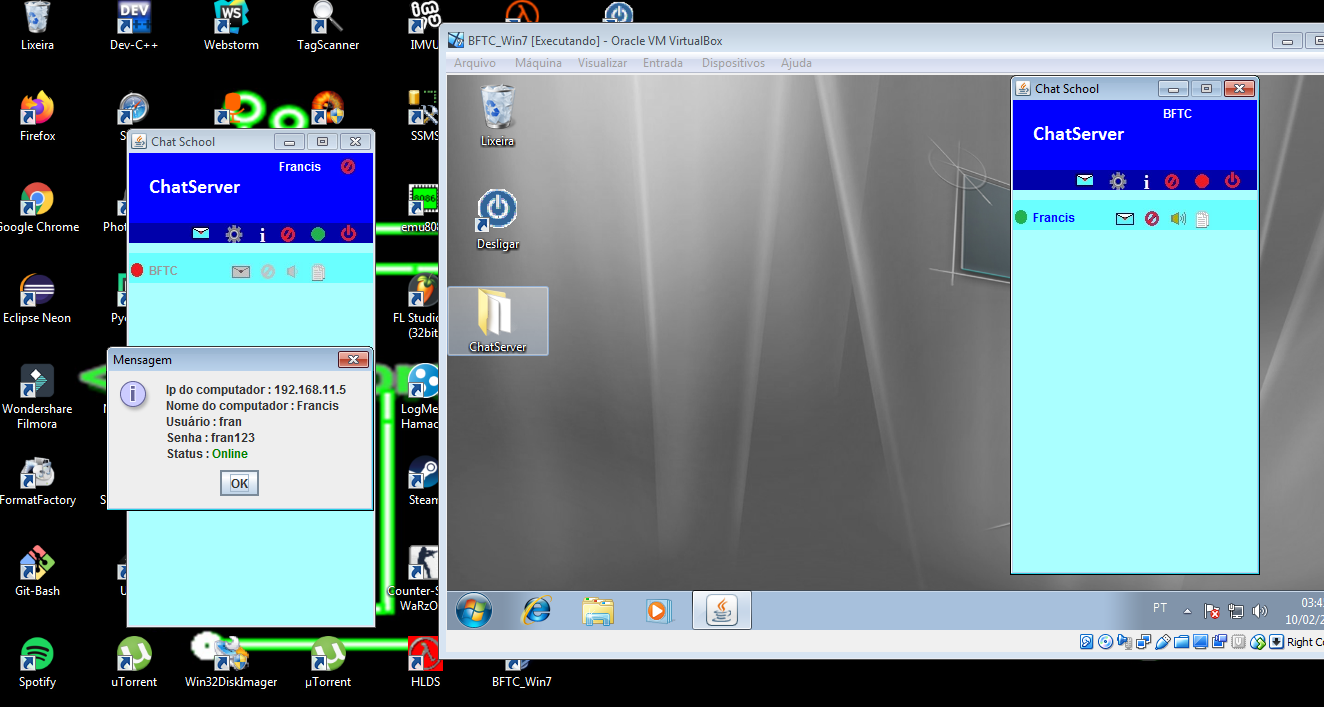 Lixeira
Dev-C++
Webstorm
TagScanner
IMVU
Firefox
SSMS
Google Chrome
emu808
Eclipse Neon
FL Studio
(32bit)
Wondershare
Filmora
LogMe
Hamac
FormatFactory
Steam
Git-Bash
Counter-S
WaRzO
Spotify
uTorrent
Win32DiskImager
µTorrent
HLDS
BFTC_Win7
Chat School
Francis
ChatServer
BFTC
Mensagem
Ip do computador : 192.168.11.5
Nome do computador : Francis
Usuário : fran
Senha : fran123
Status : Online
OK
BFTC_Win7 [Executando] - Oracle VM VirtualBox
Arquivo Máquina Visualizar Entrada Dispositivos Ajuda
Lixeira
Desligar
ChatServer
Chat School
BFTC
ChatServer
Francis
PT
03:4
10/02/2
Right C